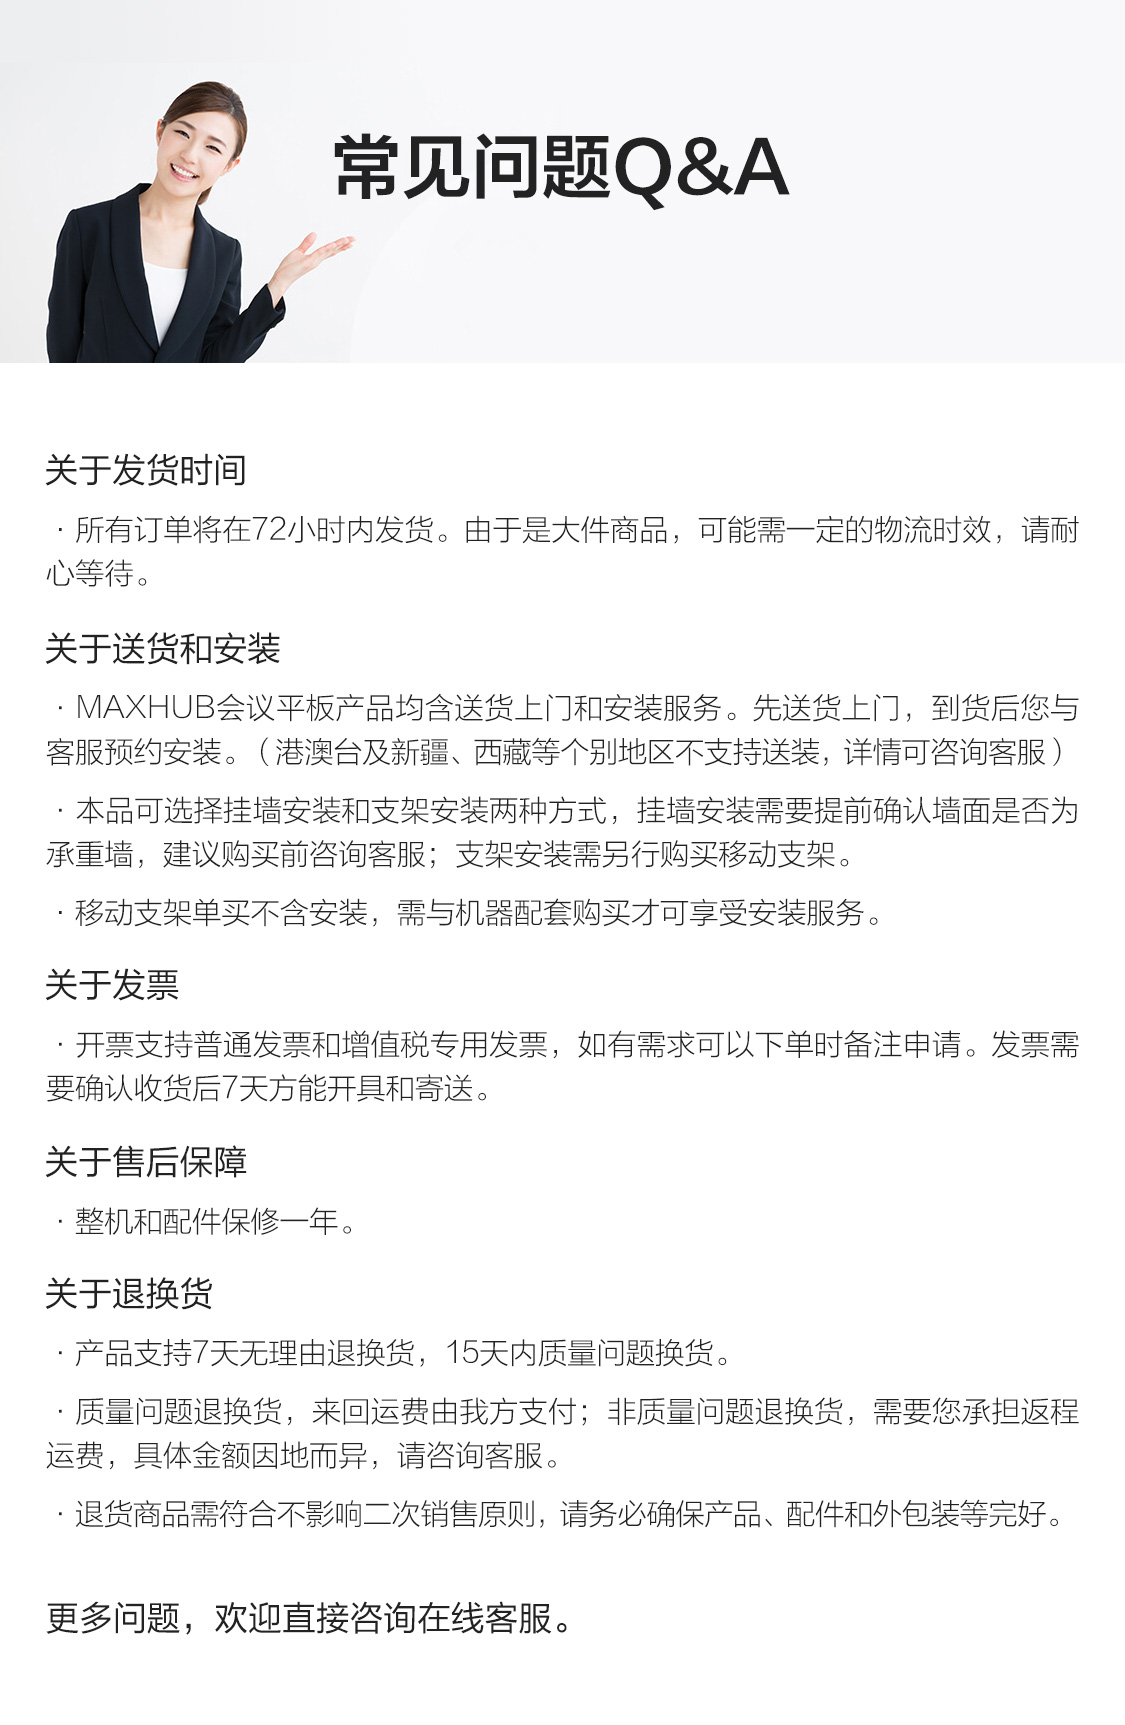 常见问题Q&A
关于发货时间
· 所有订单将在72小时内发货。由于是大件商品，可能需一定的物流时效，请耐
心等待。
关于送货和安装
· MAXHUB会议平板产品均含送货上门和安装服务。先送货上门，到货后您与
客服预约安装。（港澳台及新疆、西藏等个别地区不支持送装，详情可咨询客服）
· 本品可选择挂墙安装和支架安装两种方式，挂墙安装需要提前确认墙面是否为
承重墙，建议购买前咨询客服；支架安装需另行购买移动支架。
· 移动支架单买不含安装，需与机器配套购买才可享受安装服务。
关于发票
· 开票支持普通发票和增值税专用发票，如有需求可以下单时备注申请。发票需
要确认收货后7天方能开具和寄送。
关于售后保障
· 整机和配件保修一年。
关于退换货
· 产品支持7天无理由退换货，15天内质量问题换货。
· 质量问题退换货，来回运费由我方支付；非质量问题退换货，需要您承担返程
运费，具体金额因地而异，请咨询客服。
· 退货商品需符合不影响二次销售原则，请务必确保产品、配件和外包装等完好。
更多问题，欢迎直接咨询在线客服。